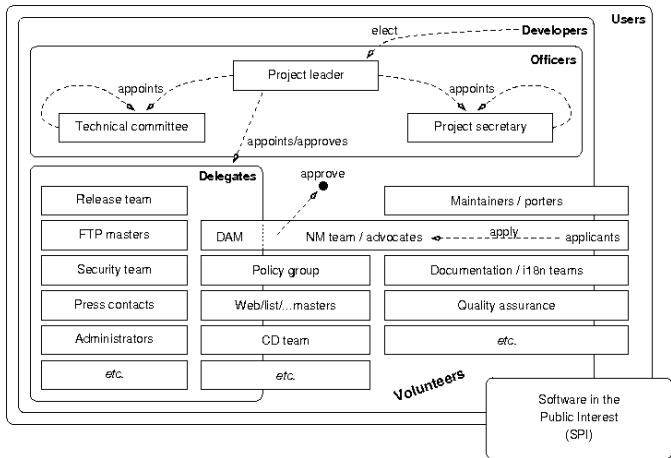 Users
elect
Developers
Officers
Project leader
appoints
appoints
Technical committee
Project secretary
appoints/approves
Delegates
approve
Release team
Maintainers / porters
FTP masters
DAM
NM team / advocates
apply
applicants
Security team
Policy group
Documentation / i18n teams
Press contacts
Web/list/...masters
Quality assurance
Administrators
CD team
etc.
etc.
etc.
Volunteers
Software in the
Public Interest
(SPI)